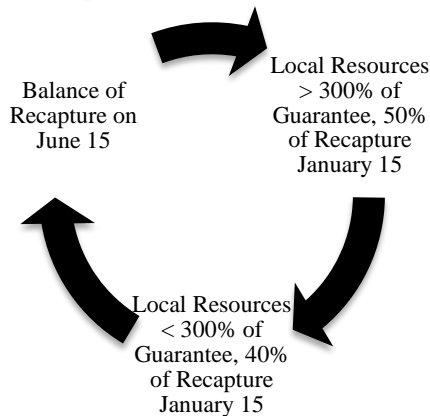 Balance of
Recapture on
June 15
Local Resources
> 300% of
Guarantee, 50%
of Recapture
January 15
Local Resources
< 300% of
Guarantee, 40%
of Recapture
January 15